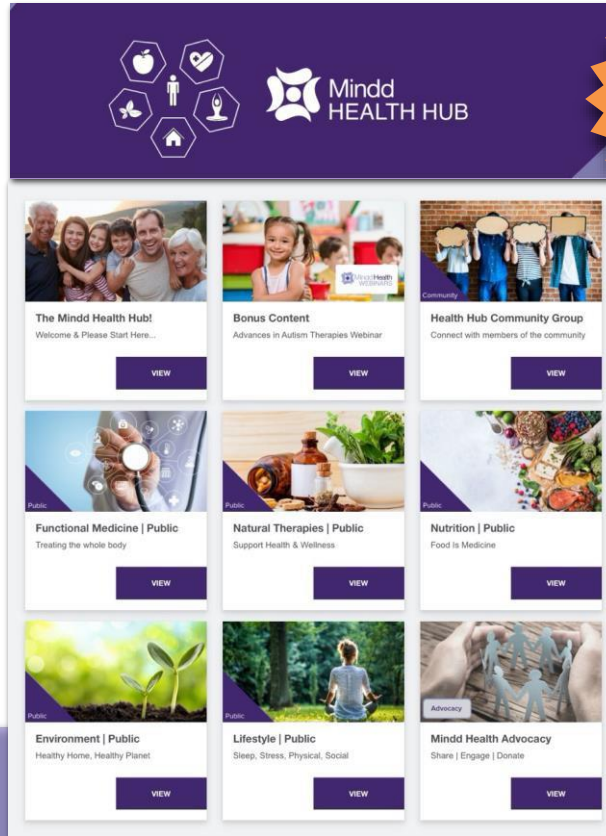 Mindd
HEALTH HUB
MinddHealth
WEBINARS
Community
The Mindd Health Hub!
Welcome & Please Start Here...
VIEW
Bonus Content
Advances in Autism Therapies Webinar
VIEW
Health Hub Community Group
Connect with members of the community
VIEW
Public
Functional Medicine | Public
Treating the whole body
VIEW
Public
Natural Therapies | Public
Support Health & Wellness
VIEW
Public
Nutrition | Public
Food Is Medicine
VIEW
Public
Environment | Public
Healthy Home, Healthy Planet
VIEW
Public
Lifestyle | Public
Sleep, Stress, Physical, Social
VIEW
Advocacy
Mindd Health Advocacy
Share | Engage | Donate
VIEW